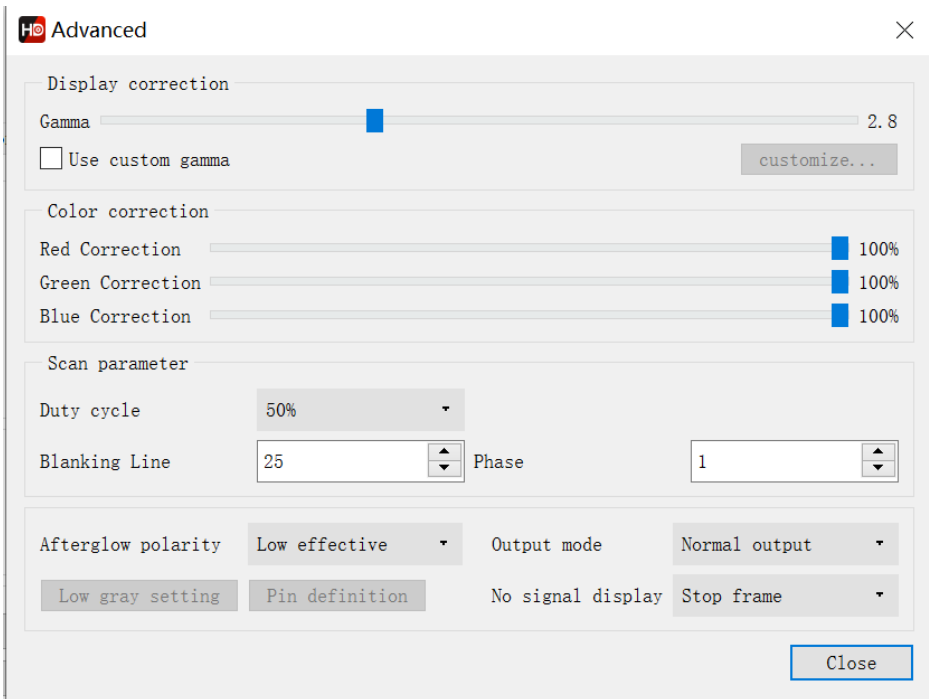 HD Advanced
Display correction
Gamma 2.8
Use custom gamma customize...
Color correction
Red Correction 100%
Green Correction 100%
Blue Correction 100%
Scan parameter
Duty cycle 50%
Blanking Line 25 Phase 1
Afterglow polarity Low effective Output mode Normal output
Low gray setting Pin definition No signal display Stop frame
Close